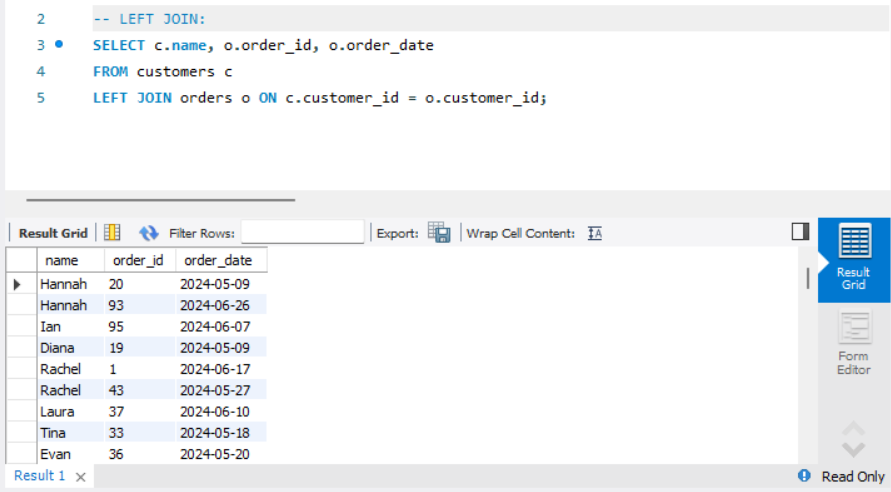 2 -- LEFT JOIN:
3 SELECT c.name, o.order_id, o.order_date
4 FROM customers c
5 LEFT JOIN orders o ON c.customer_id = o.customer_id;
Result Grid Filter Rows: Export: Wrap Cell Content: IA
name order_id order_date
Hannah 20 2024-05-09
Hannah 93 2024-06-26
Ian 95 2024-06-07
Diana 19 2024-05-09
Rachel 1 2024-06-17
Rachel 43 2024-05-27
Laura 37 2024-06-10
Tina 33 2024-05-18
Evan 36 2024-05-20
Result
Grid
Form
Editor
Result 1 Read Only